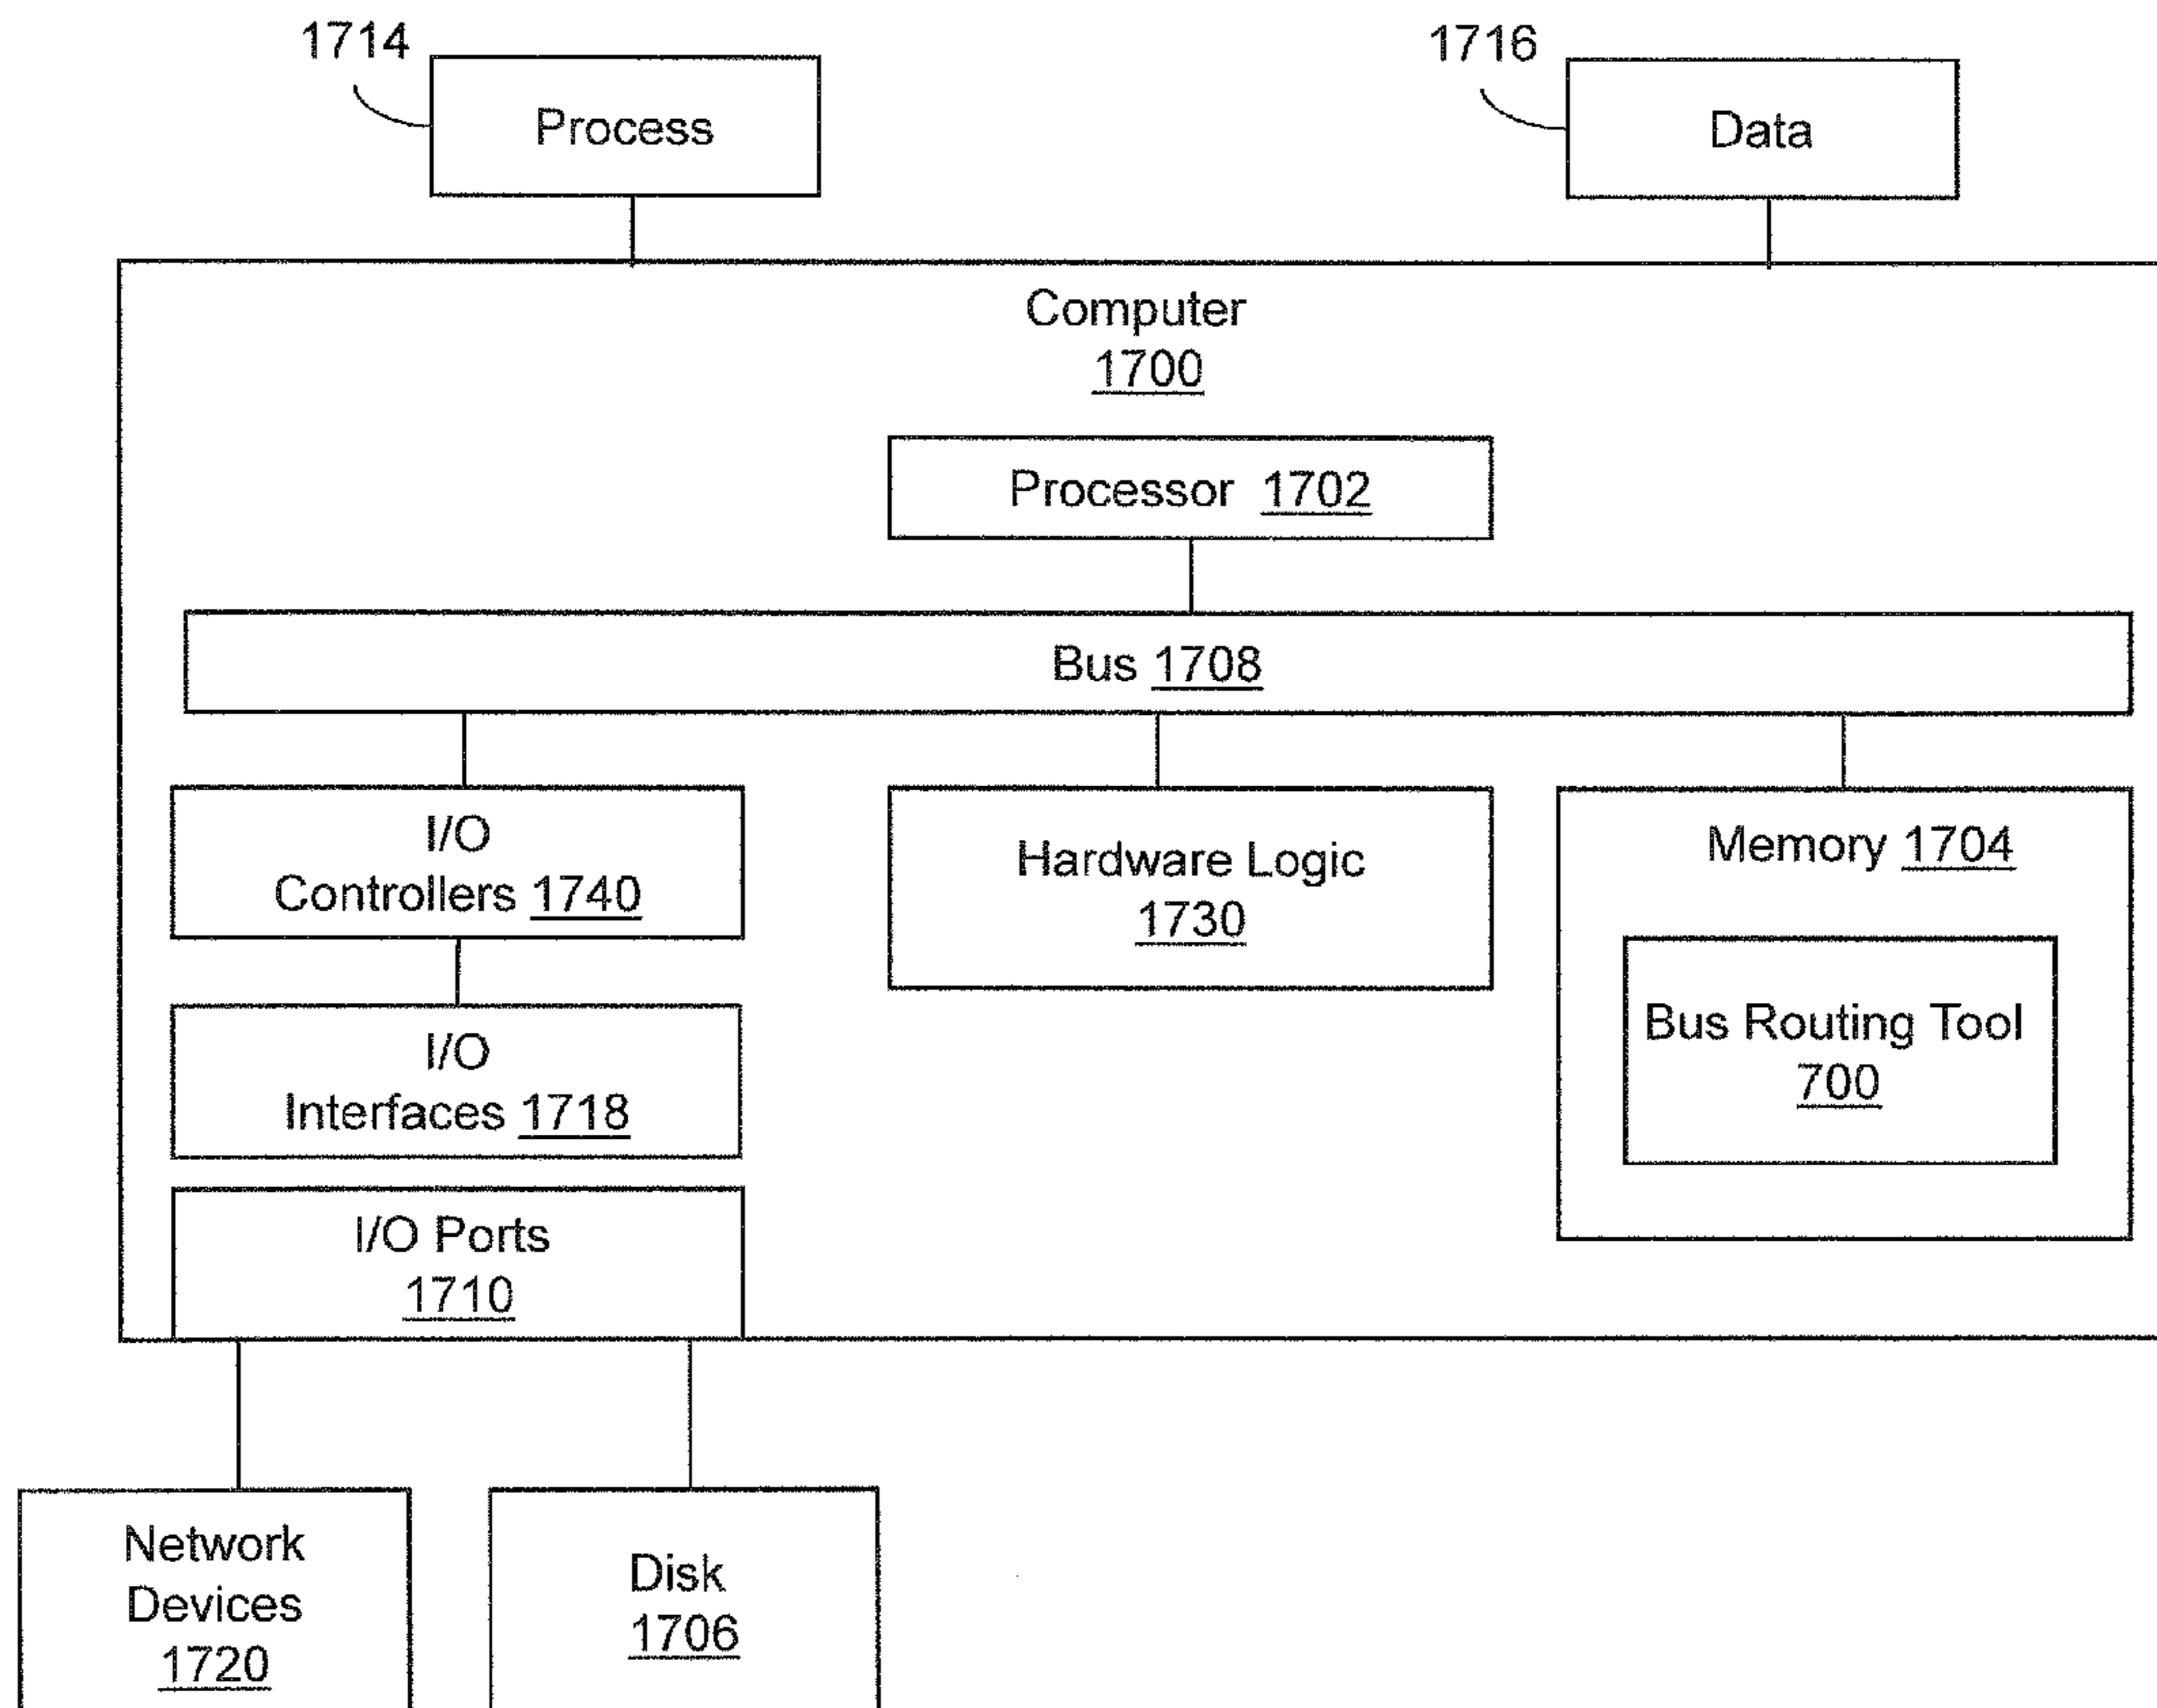 1714
Process
1716
Data
Computer
1700
Processor 1702
Bus 1708
I/O
Controllers 1740
Hardware Logic
1730
Memory 1704
Bus Routing Tool
700
I/O
Interfaces 1718
I/O Ports
1710
Network
Devices
1720
Disk
1706